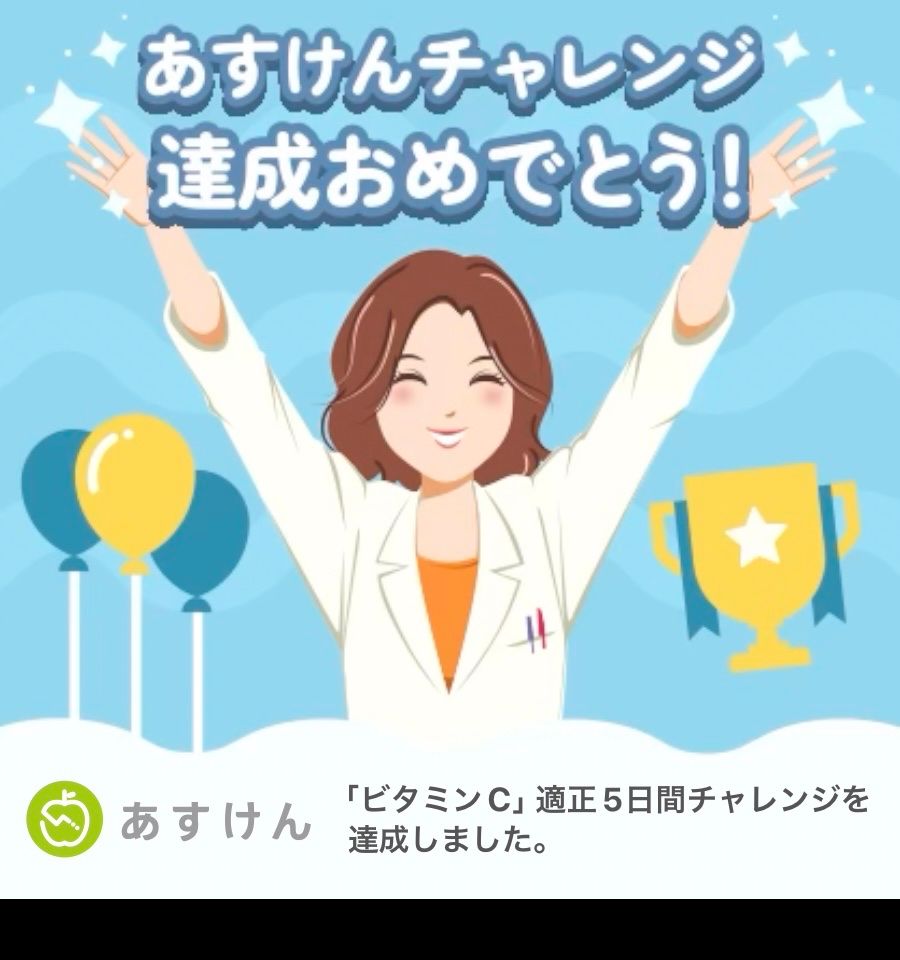 あすけんチャレンジ
達成おめでとう!
あすけん
「ビタミンC」適正5日間チャレンジを
達成しました。